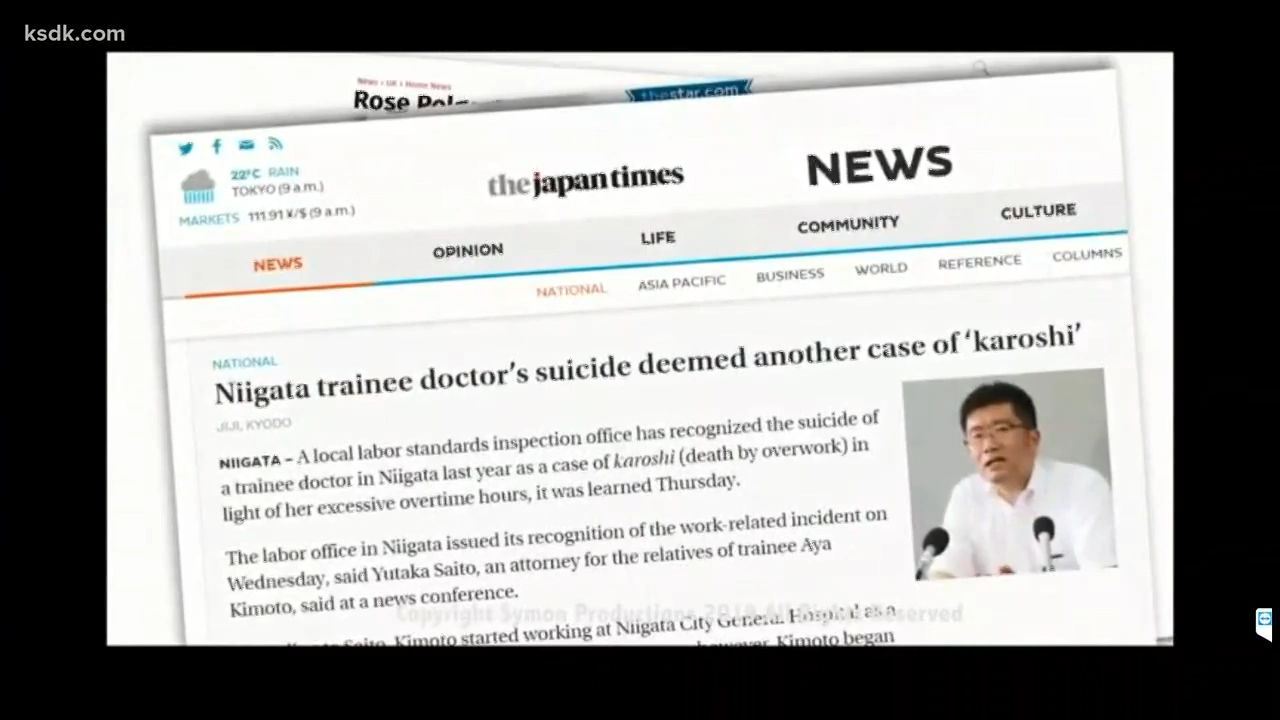 ksdk.com
News > UK > Home News
Rose
thestar.com
22°C RAIN
TOKYO (9 a.m.)
MARKETS 111.91 ¥/$ (9 a.m.)
the japan times
NEWS
NEWS OPINION LIFE COMMUNITY CULTURE
NATIONAL ASIA PACIFIC BUSINESS WORLD REFERENCE COLUMNS
NATIONAL
Niigata trainee doctor's suicide deemed another case of 'karoshi'
JIJI, KYODO
NIIGATA – A local labor standards inspection office has recognized the suicide of
a trainee doctor in Niigata last year as a case of karoshi (death by overwork) in
light of her excessive overtime hours, it was learned Thursday.
The labor office in Niigata issued its recognition of the work-related incident on
Wednesday, said Yutaka Saito, an attorney for the relatives of trainee Aya
Kimoto, said at a news conference.
Copyright Symon Productions 2018 All Rights Reserved
Saito, Kimoto started working at Niigata City General Hospital as a
however, Kimoto began